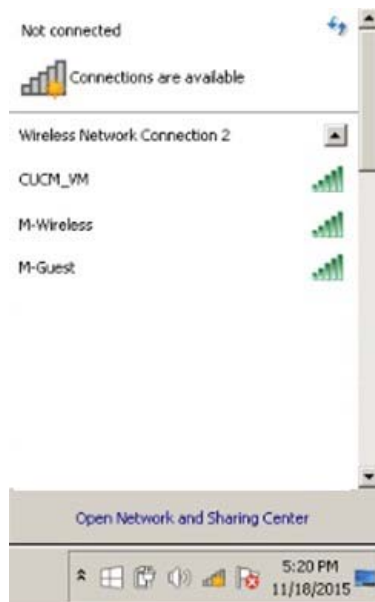 Not connected
Connections are available
Wireless Network Connection 2
CUCM_VM
M-Wireless
M-Guest
Open Network and Sharing Center
5:20 PM
11/18/2015